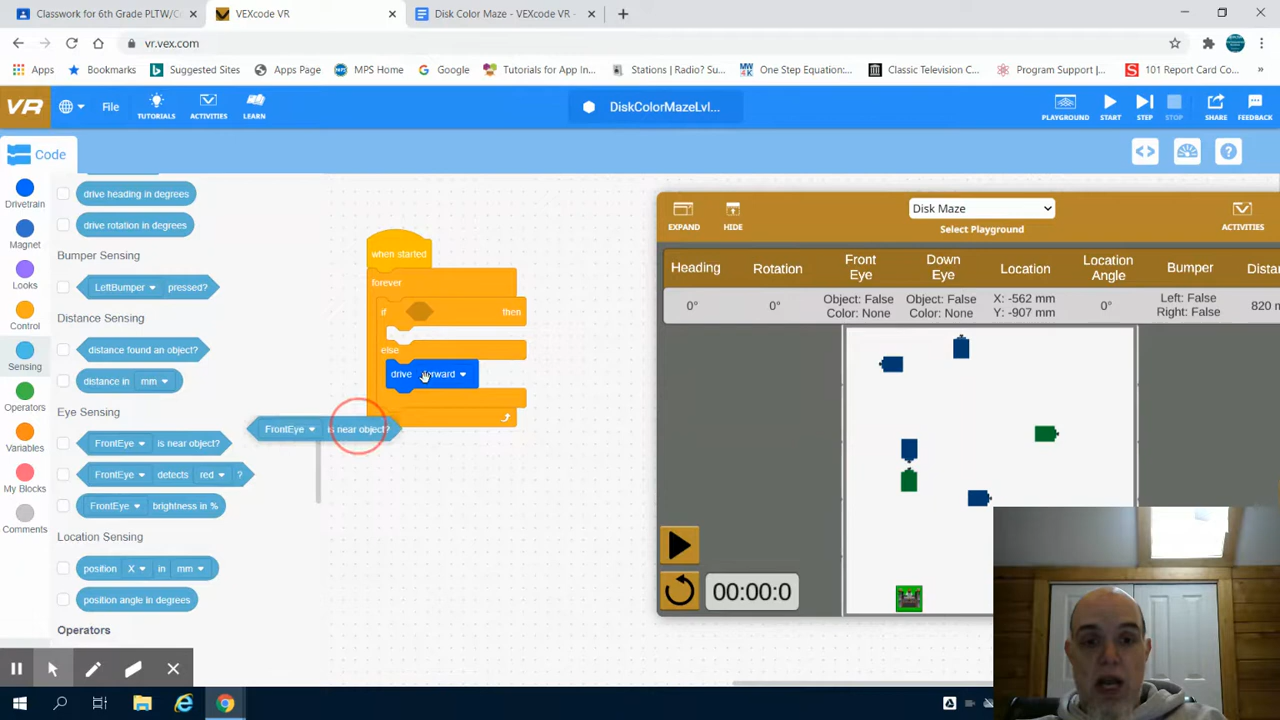 Classwork for 6th Grade PLTW/C
VEXcode VR
Disk Color Maze - VEXcode VR -
vr.vex.com
Apps
Bookmarks
Suggested Sites
Apps Page
MPS Home
Google
Tutorials for App In...
Stations | Radio? Su...
One Step Equation:...
Classic Television C...
Program Support |...
101 Report Card Co...
VR
File
TUTORIALS
ACTIVITIES
LEARN
DiskColorMazeLvl...
PLAYGROUND
START
STEP
STOP
SHARE
FEEDBACK
Code
Drivetrain
Magnet
Looks
Control
Sensing
Operators
Variables
My Blocks
Comments
drive heading in degrees
drive rotation in degrees
Bumper Sensing
LeftBumper pressed?
Distance Sensing
distance found an object?
distance in mm
Eye Sensing
FrontEye is near object?
FrontEye detects red ?
FrontEye brightness in %
Location Sensing
position X in mm
position angle in degrees
Operators
when started
forever
if then
else
drive forward
FrontEye is near object?
EXPAND
HIDE
Disk Maze
Select Playground
ACTIVITIES
Heading
Rotation
Front Eye
Down Eye
Location
Location Angle
Bumper
0°
0°
Object: False
Color: None
Object: False
Color: None
X: -562 mm
Y: -907 mm
0°
Left: False
Right: False
820 m
00:00:0